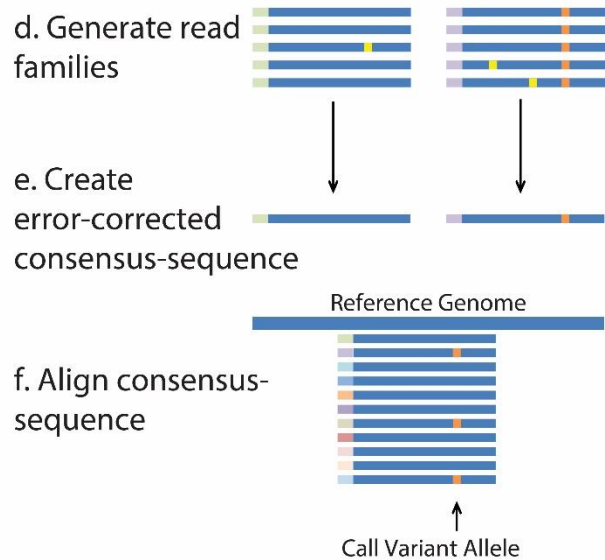 d. Generate read
families
e. Create
error-corrected
consensus-sequence
Reference Genome
f. Align consensus-
sequence
Call Variant Allele